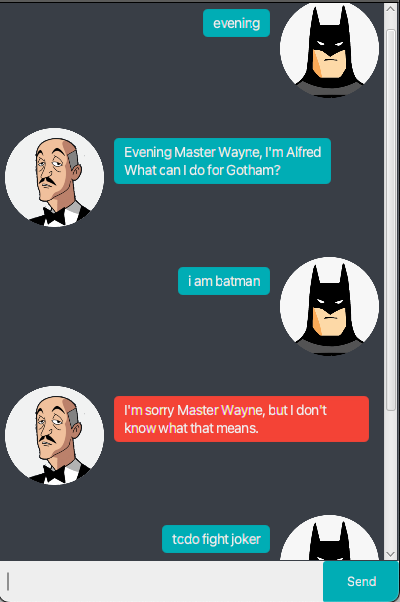 evening
Evening Master Wayne, I'm Alfred
What can I do for Gotham?
i am batman
I'm sorry Master Wayne, but I don't
know what that means.
tcdo fight joker
Send